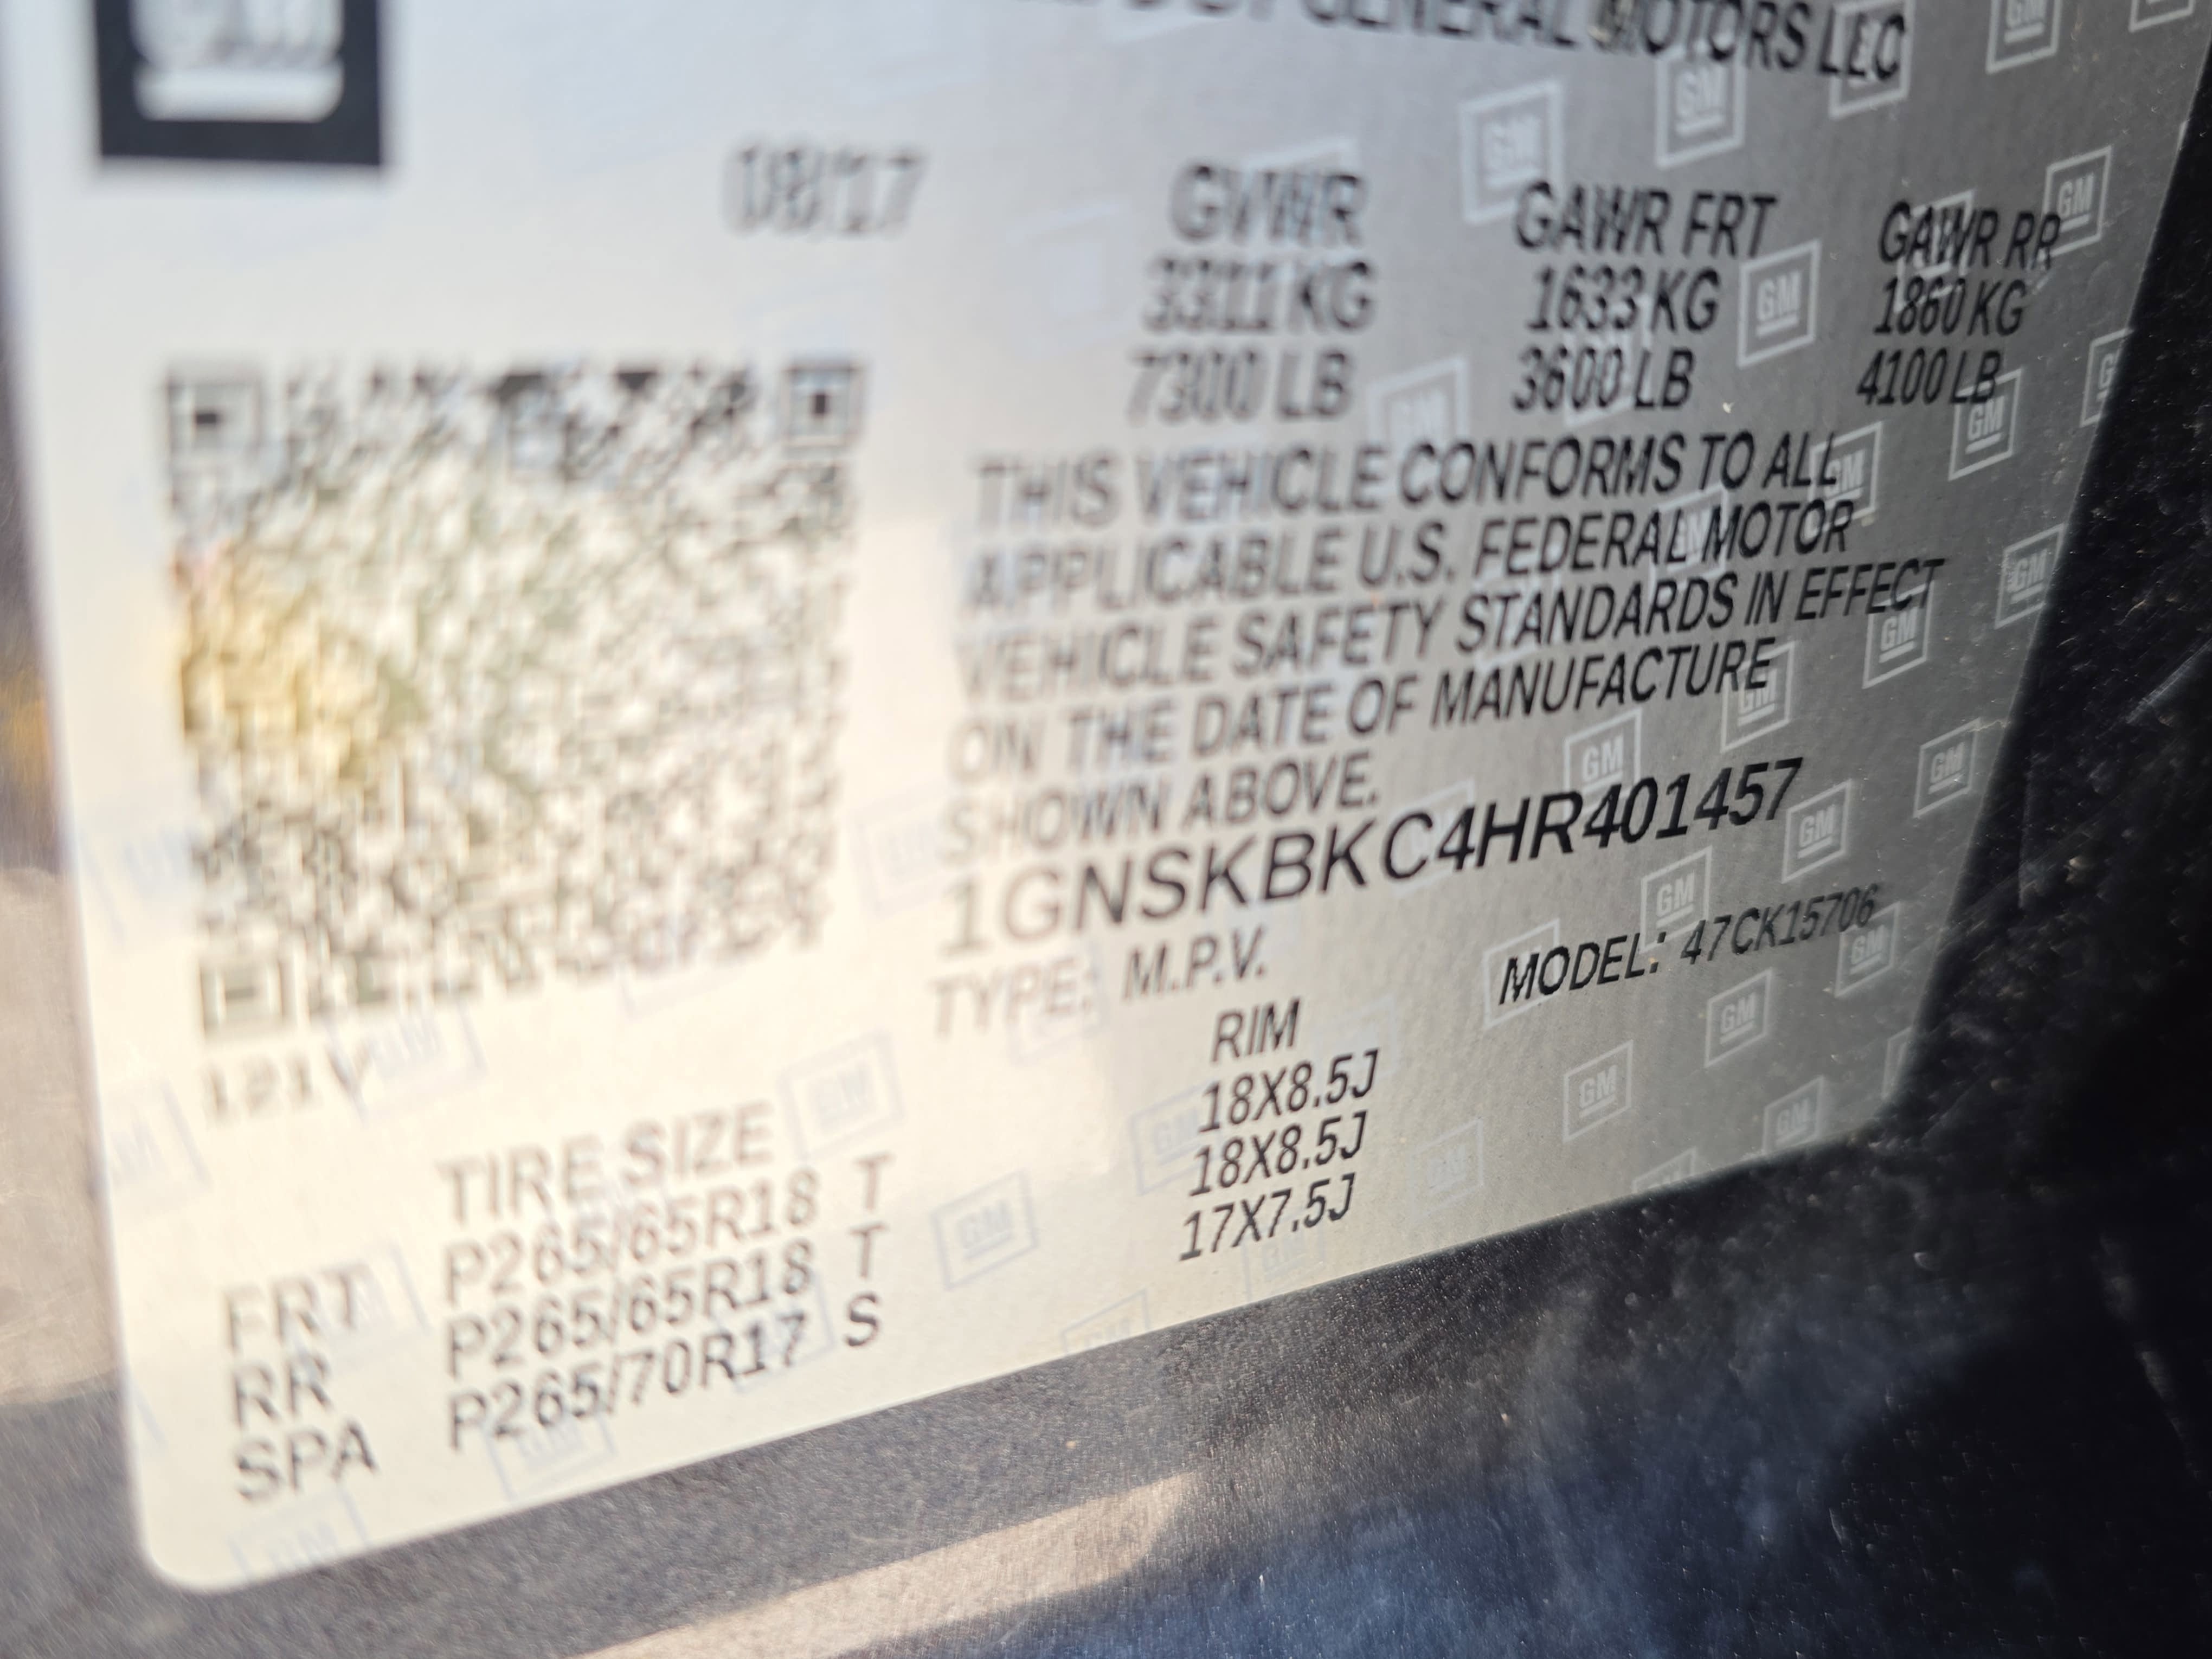 GENERAL MOTORS LLC
GVWR GAWR FRT GAWR RR
3311 KG 1633 KG 1860 KG
7300 LB 3600 LB 4100 LB
THIS VEHICLE CONFORMS TO ALL
APPLICABLE U.S. FEDERAL MOTOR
VEHICLE SAFETY STANDARDS IN EFFECT
ON THE DATE OF MANUFACTURE
SHOWN ABOVE.
1GNSKBKC4HR401457
TYPE: M.P.V. MODEL: 47CK15706
TIRE SIZE RIM
FRT P265/65R18 T 18X8.5J
RR P265/65R18 T 18X8.5J
SPA P265/70R17 S 17X7.5J